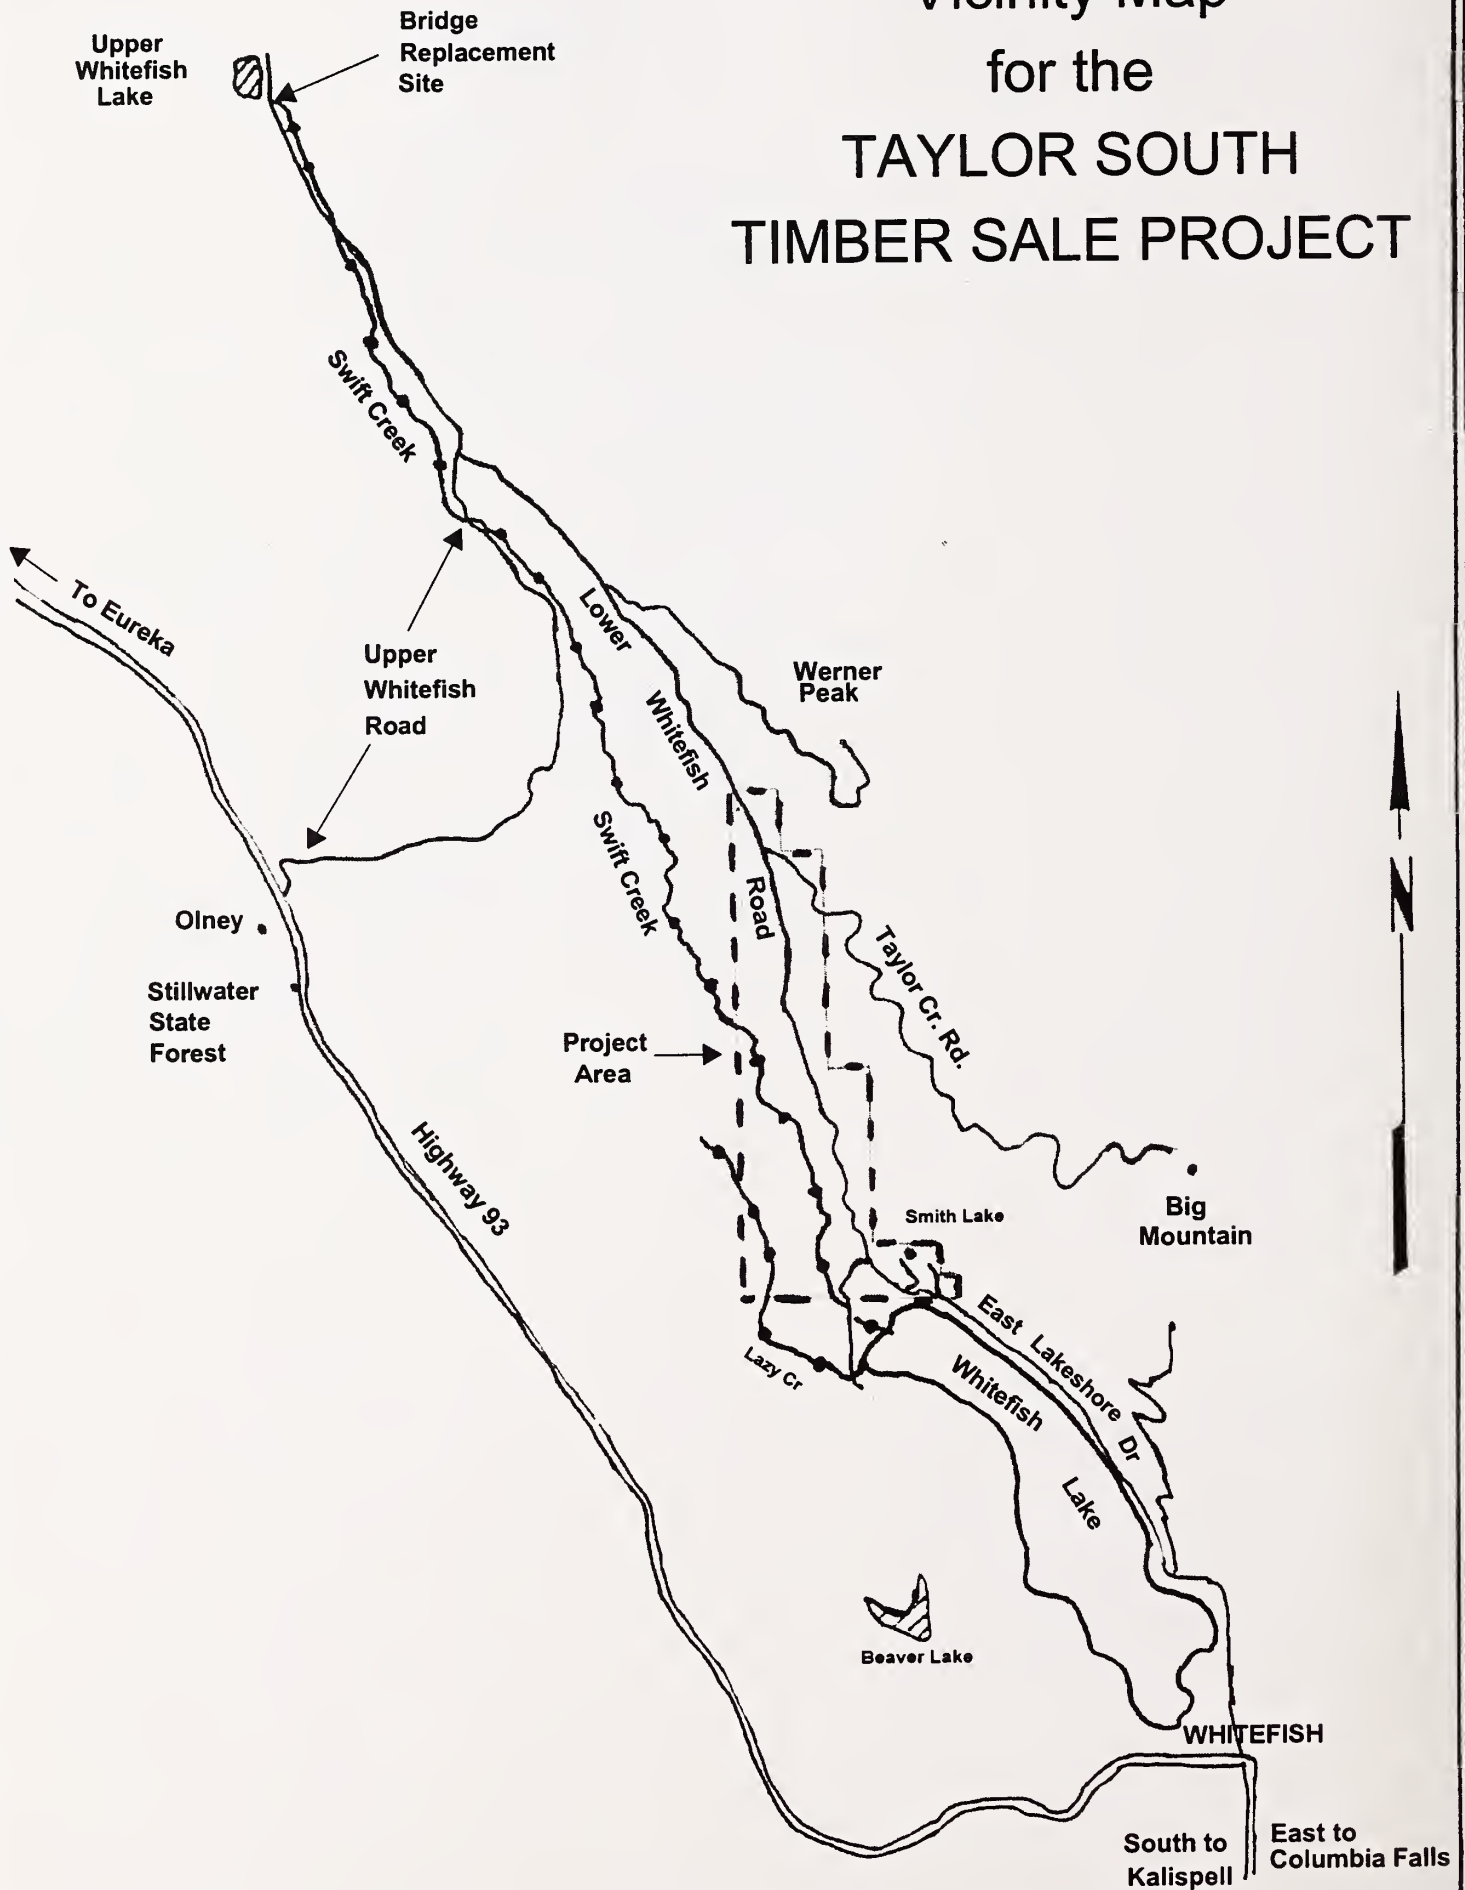 Vicinity Map
for the
TAYLOR SOUTH
TIMBER SALE PROJECT
Bridge
Replacement
Site
Upper
Whitefish
Lake
Swift Creek
To Eureka
Lower
Whitefish
Road
Upper
Whitefish
Road
Werner
Peak
Swift Creek
N
Olney
Stillwater
State
Forest
Taylor Cr. Rd.
Project
Area
Highway 93
Smith Lake
Big
Mountain
East Lakeshore Dr
Lazy Cr
Whitefish
Lake
Beaver Lake
WHITEFISH
South to
Kalispell
East to
Columbia Falls